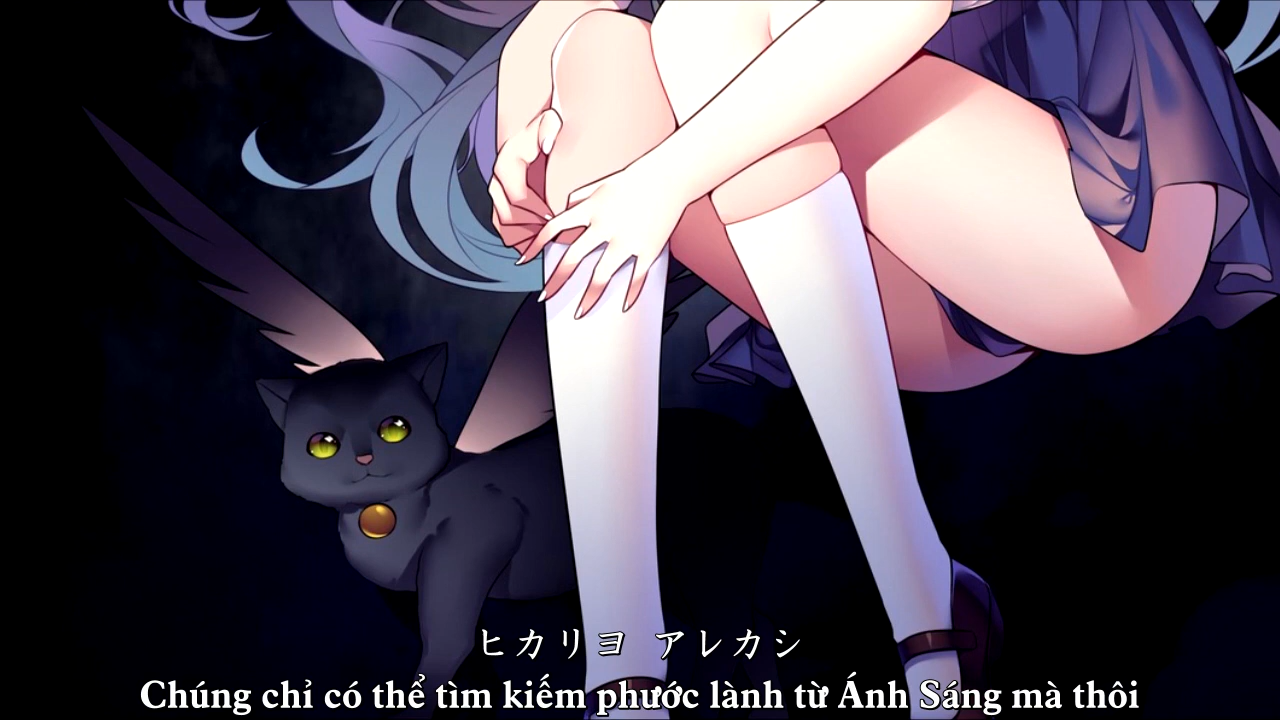 ヒカリヨ アレカシ
Chúng chỉ có thể tìm kiếm phước lành từ Ánh Sáng mà thôi